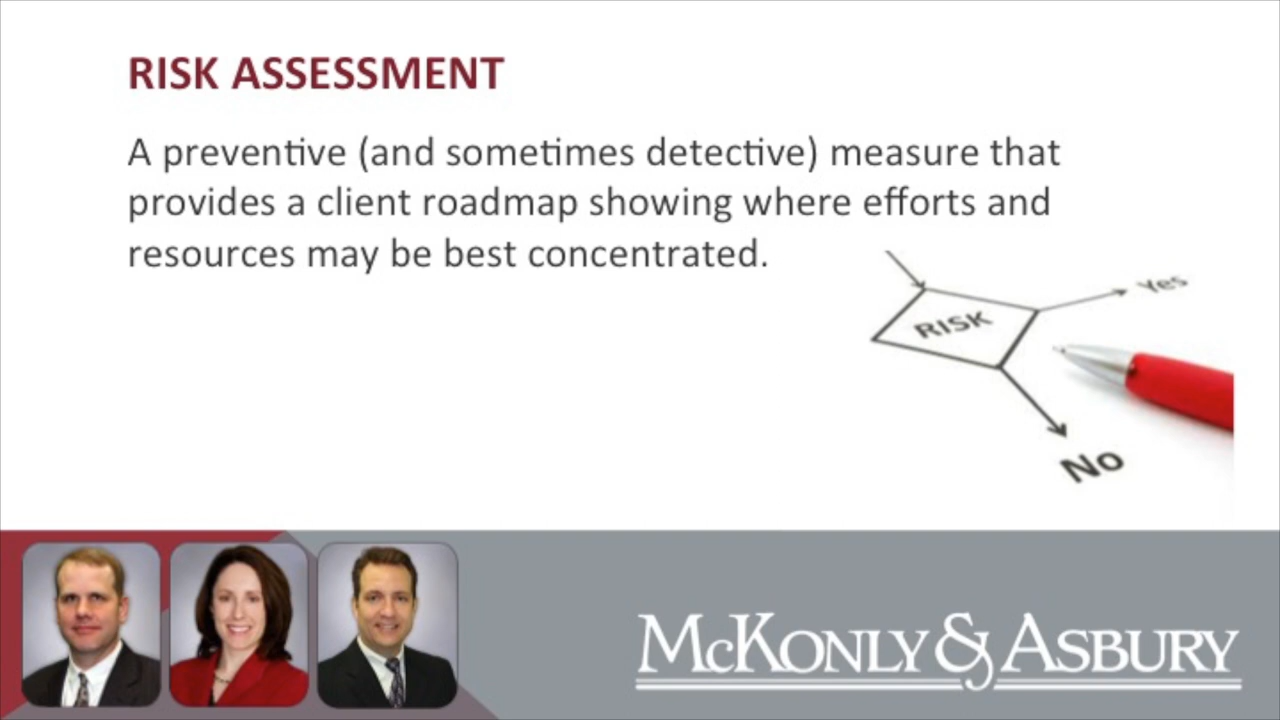 RISK ASSESSMENT
A preventive (and sometimes detective) measure that
provides a client roadmap showing where efforts and
resources may be best concentrated.
RISK
Yes
No
McKONLY & ASBURY